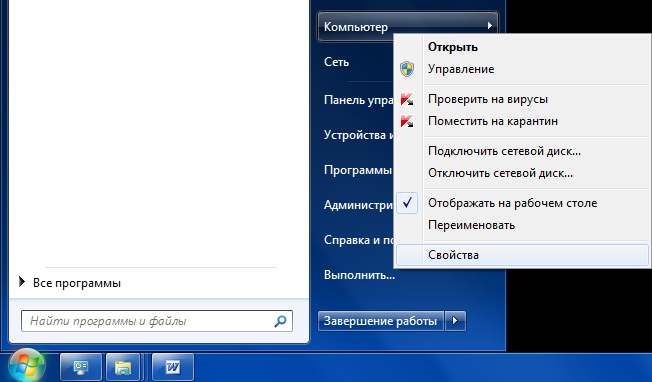 Компьютер
Сеть
Панель упра
Устройства и
Программы
Администри
Справка и по
Выполнить...
Завершение работы
Открыть
Управление
Проверить на вирусы
Поместить на карантин
Подключить сетевой диск...
Отключить сетевой диск...
Отображать на рабочем столе
Переименовать
Свойства
Все программы
Найти программы и файлы